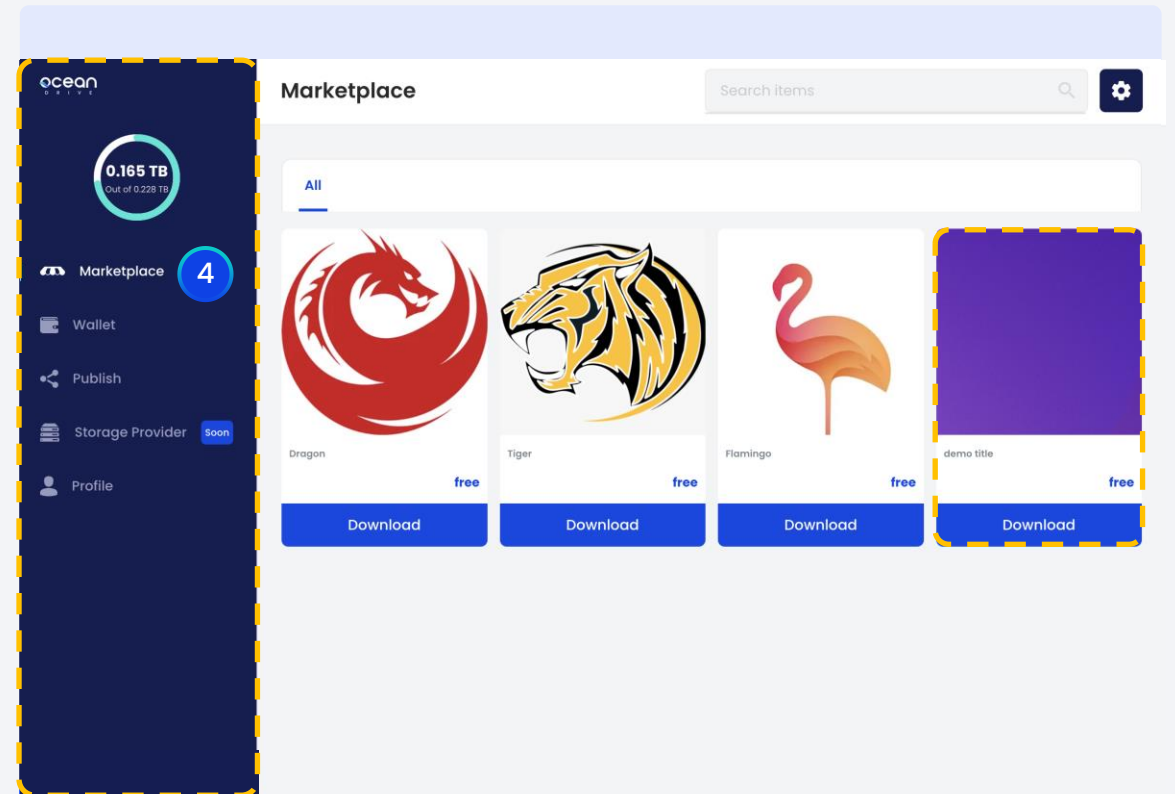 ocean
DRIVE
0.165 TB
Out of 0.228 TB
Marketplace
4
Wallet
Publish
Storage Provider Soon
Profile
Marketplace
Search items
All
Dragon
free
Download
Tiger
free
Download
Flamingo
free
Download
demo title
free
Download